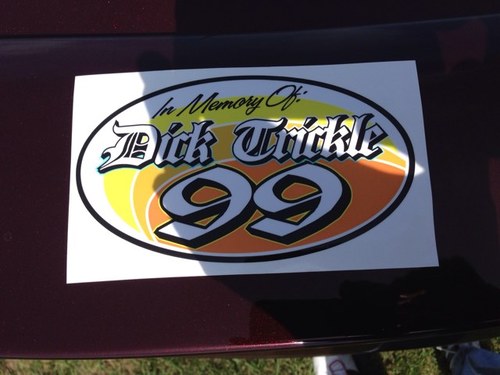 In Memory Of:
Dick Trickle
99